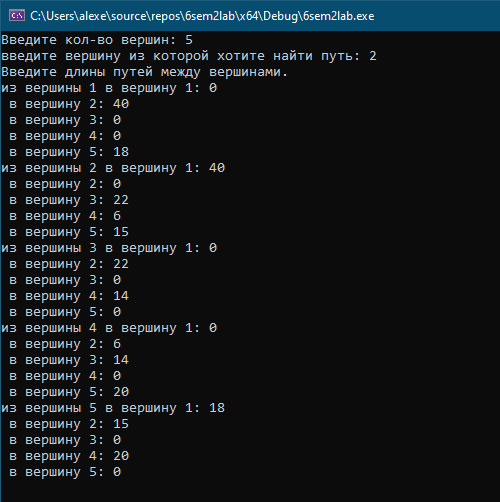 C:\Users\alexe\source\repos\6sem2lab\x64\Debug\6sem2lab.exe
Введите кол-во вершин: 5
введите вершину из которой хотите найти путь: 2
Введите длины путей между вершинами.
из вершины 1 в вершину 1: 0
в вершину 2: 40
в вершину 3: 0
в вершину 4: 0
в вершину 5: 18
из вершины 2 в вершину 1: 40
в вершину 2: 0
в вершину 3: 22
в вершину 4: 6
в вершину 5: 15
из вершины 3 в вершину 1: 0
в вершину 2: 22
в вершину 3: 0
в вершину 4: 14
в вершину 5: 0
из вершины 4 в вершину 1: 0
в вершину 2: 6
в вершину 3: 14
в вершину 4: 0
в вершину 5: 20
из вершины 5 в вершину 1: 18
в вершину 2: 15
в вершину 3: 0
в вершину 4: 20
в вершину 5: 0